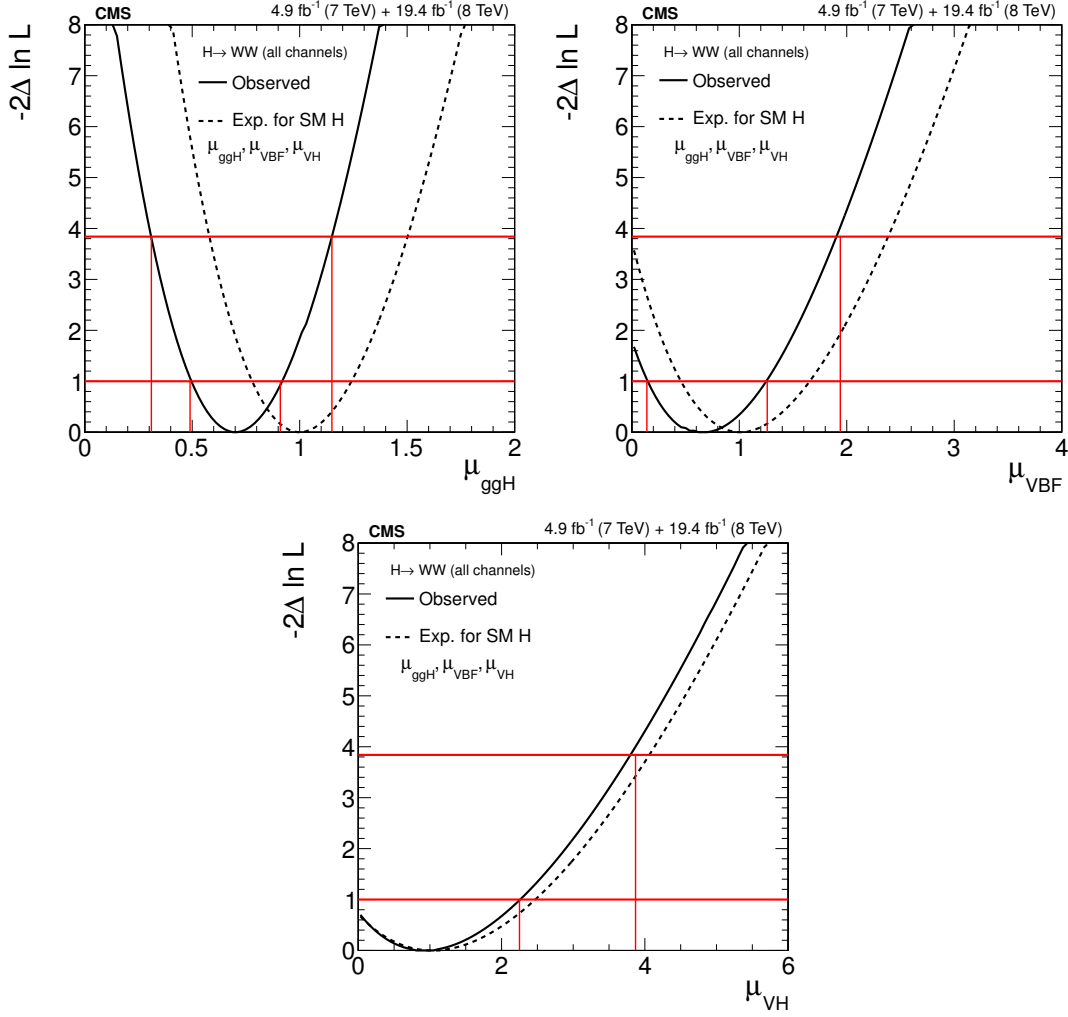 CMS 4.9 fb⁻¹ (7 TeV) + 19.4 fb⁻¹ (8 TeV)
-2Δ ln L
8
7
6
5
4
3
2
1
0
H→ WW (all channels)
Observed
Exp. for SM H
μggH, μVBF, μVH
0 0.5 1 1.5 2
μggH
CMS 4.9 fb⁻¹ (7 TeV) + 19.4 fb⁻¹ (8 TeV)
-2Δ ln L
8
7
6
5
4
3
2
1
0
H→ WW (all channels)
Observed
Exp. for SM H
μggH, μVBF, μVH
0 1 2 3 4
μVBF
CMS 4.9 fb⁻¹ (7 TeV) + 19.4 fb⁻¹ (8 TeV)
-2Δ ln L
8
7
6
5
4
3
2
1
0
H→ WW (all channels)
Observed
Exp. for SM H
μggH, μVBF, μVH
0 2 4 6
μVH